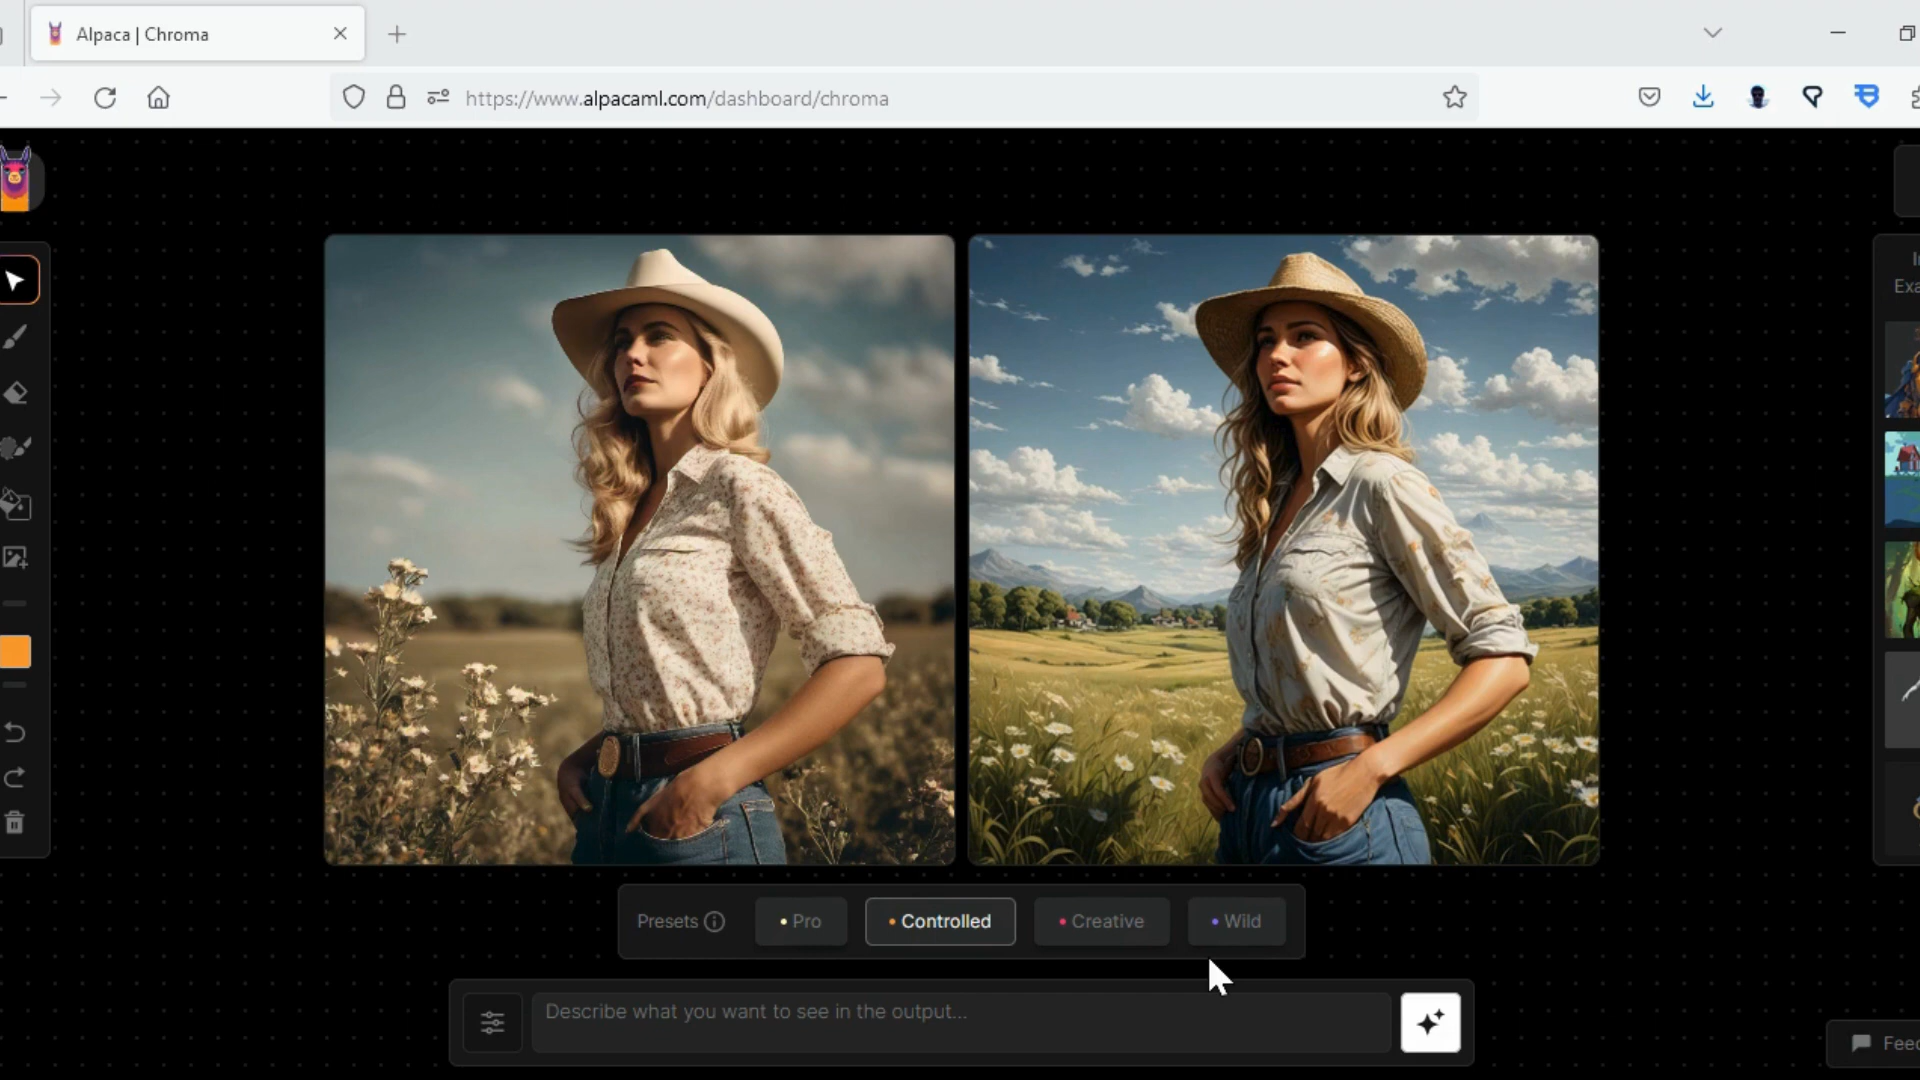 Alpaca | Chroma
https://www.alpacaml.com/dashboard/chroma
Presets
Pro
Controlled
Creative
Wild
Describe what you want to see in the output...